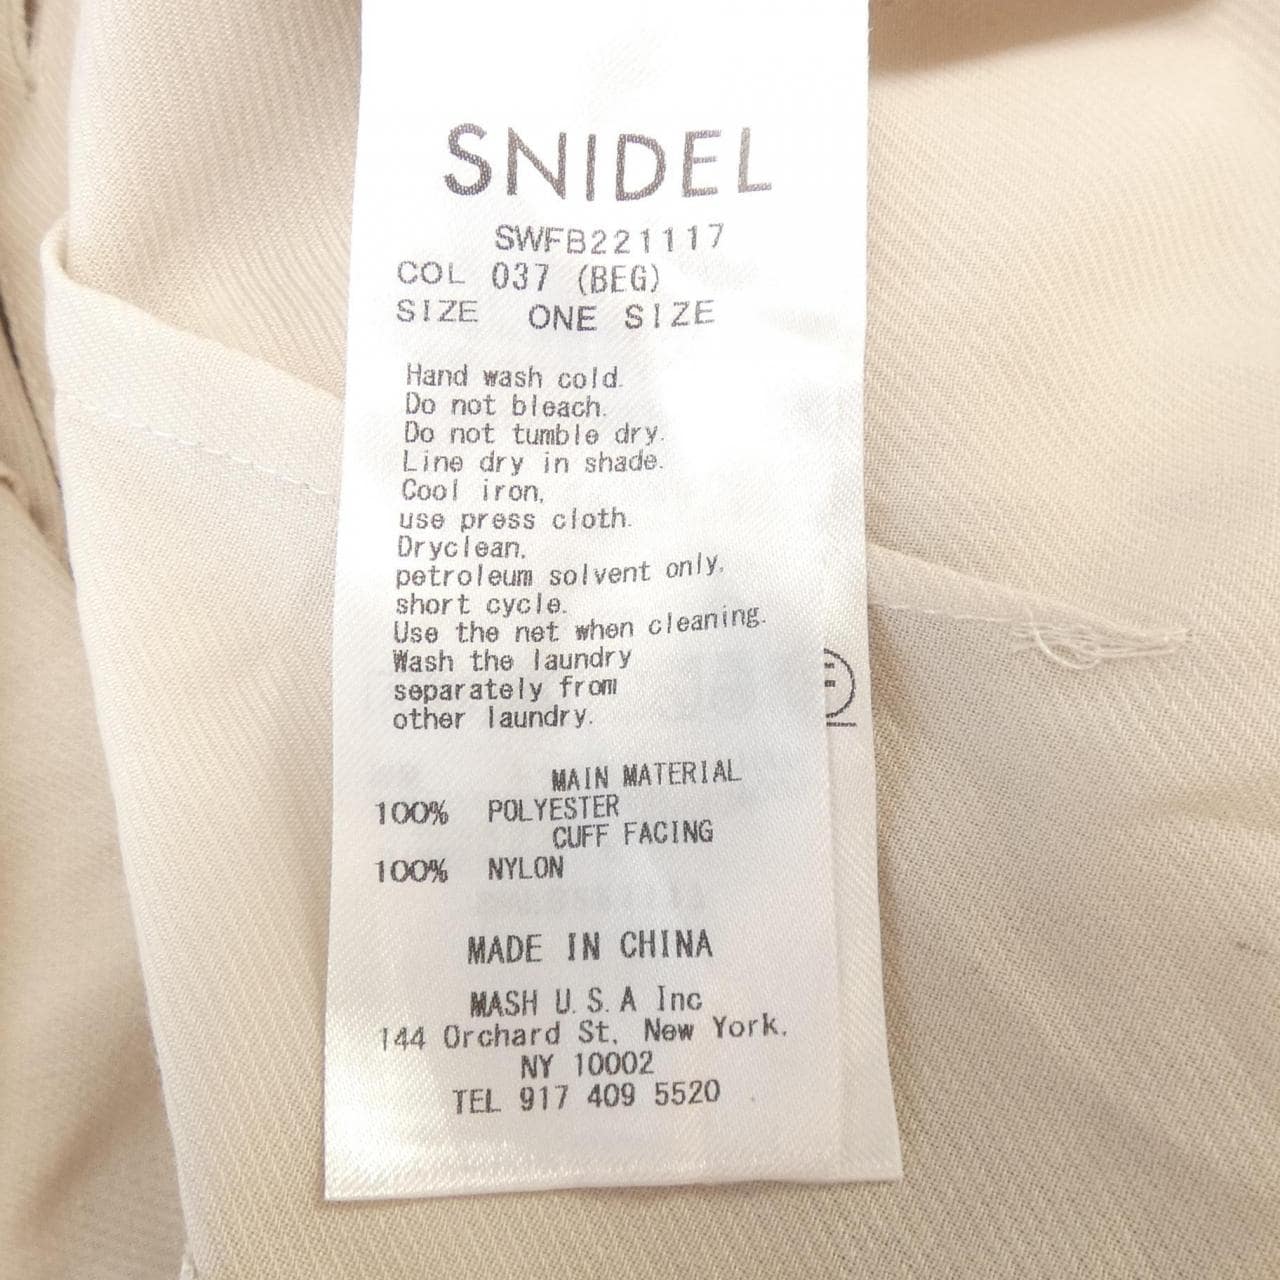 SNIDEL
SWFB221117
COL 037 (BEG)
SIZE ONE SIZE
Hand wash cold.
Do not bleach.
Do not tumble dry.
Line dry in shade.
Cool iron,
use press cloth.
Dryclean,
petroleum solvent only,
short cycle.
Use the net when cleaning.
Wash the laundry
separately from
other laundry.
MAIN MATERIAL
100% POLYESTER
CUFF FACING
100% NYLON
MADE IN CHINA
MASH U.S.A Inc
144 Orchard St, New York.
NY 10002
TEL 917 409 5520